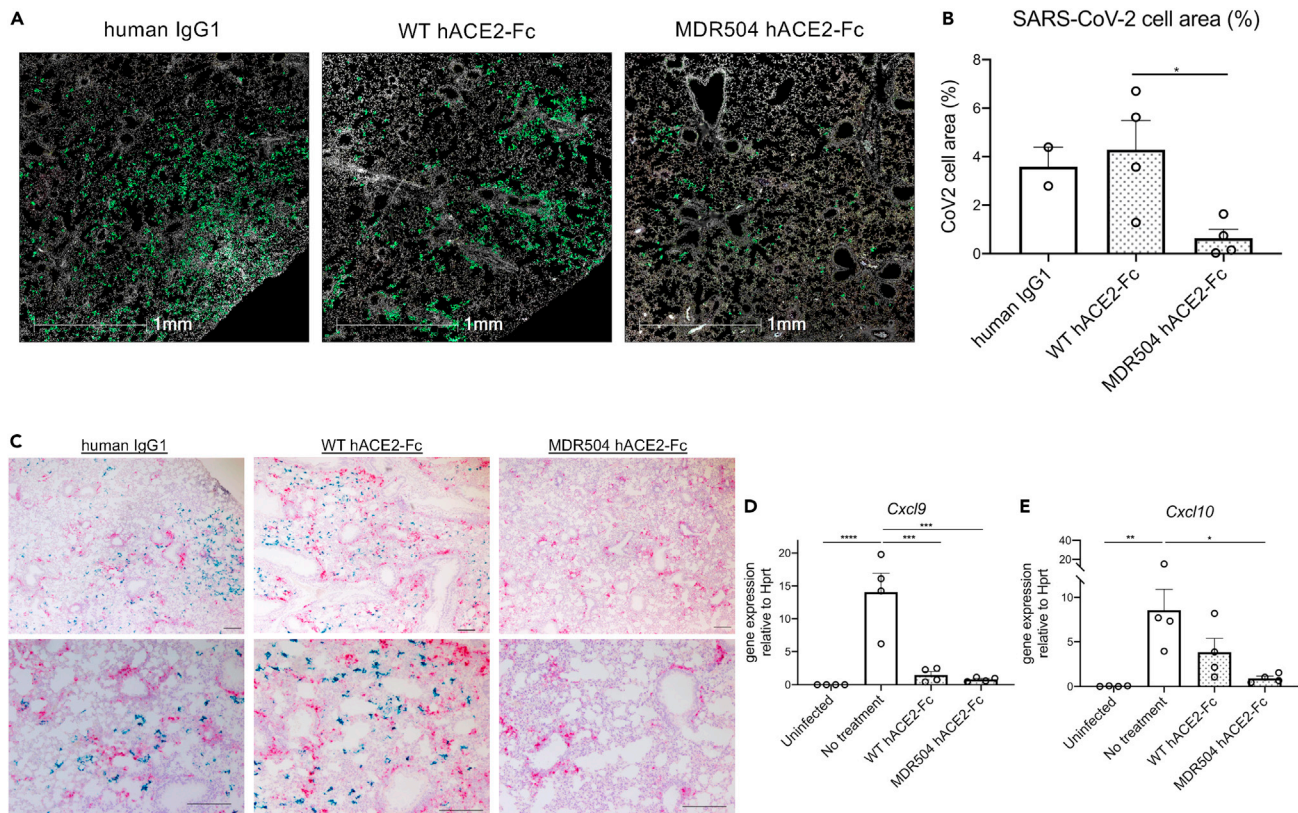 A
human IgG1
WT hACE2-Fc
MDR504 hACE2-Fc
1mm
1mm
1mm
B
SARS-CoV-2 cell area (%)
CoV2 cell area (%)
8
6
4
2
0
*
human IgG1
WT hACE2-Fc
MDR504 hACE2-Fc
C
human IgG1
WT hACE2-Fc
MDR504 hACE2-Fc
D
Cxcl9
gene expression
relative to Hprt
20
15
10
5
0
****
***
***
Uninfected
No treatment
WT hACE2-Fc
MDR504 hACE2-Fc
E
Cxcl10
gene expression
relative to Hprt
40
20
10
5
0
**
*
Uninfected
No treatment
WT hACE2-Fc
MDR504 hACE2-Fc